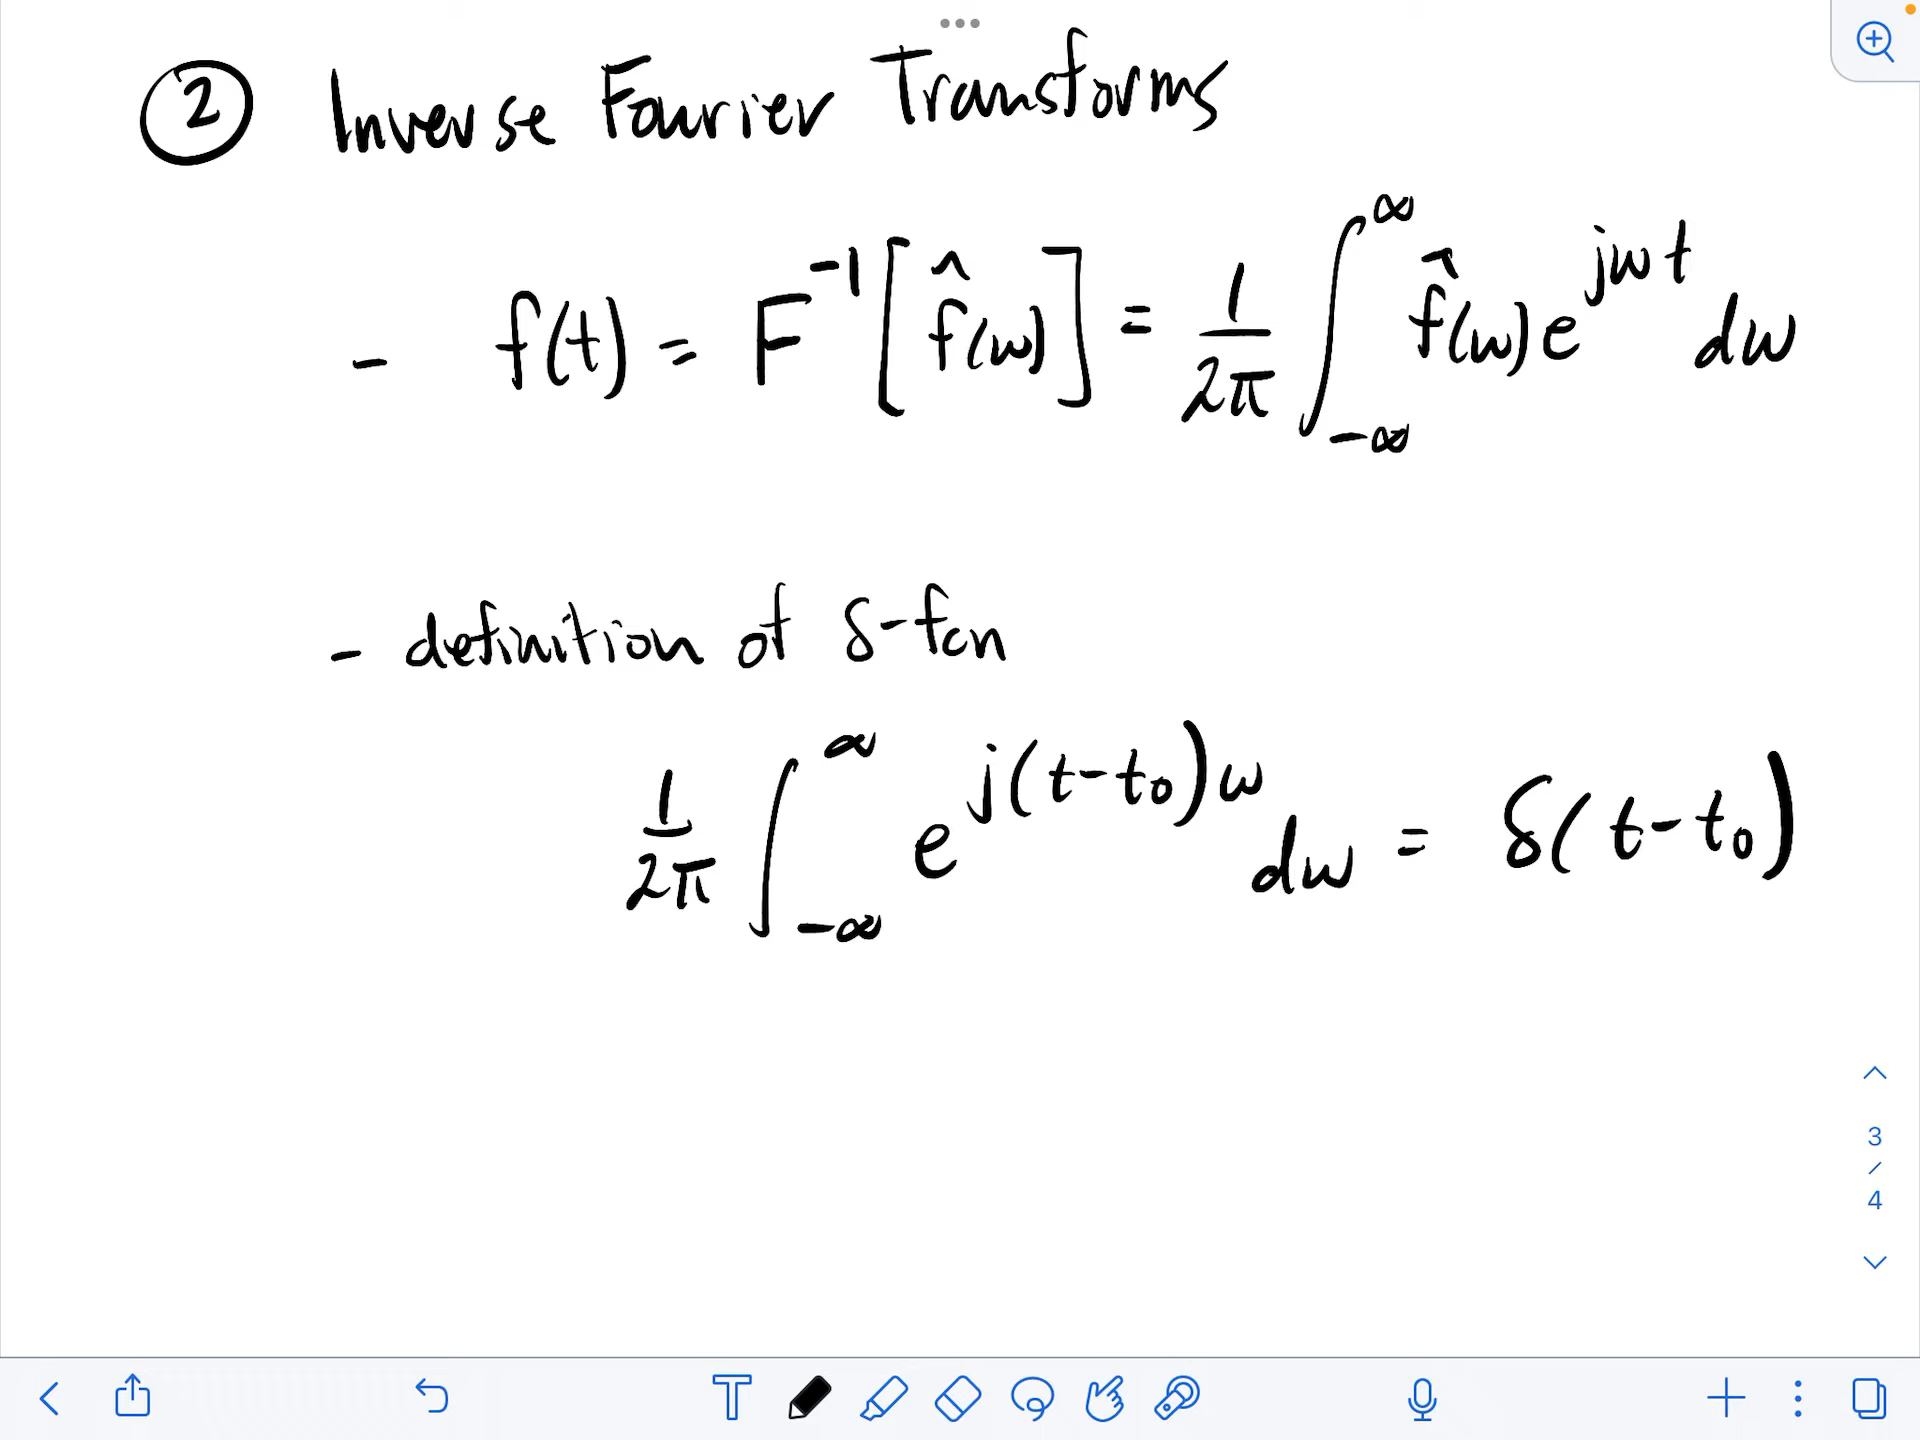 ② Inverse Fourier Transforms
- f(t) = F⁻¹[f̂(ω)] = 1/2π ∫_{-∞}^{∞} f̂(ω) e^{jωt} dω
- definition of δ-fcn
1/2π ∫_{-∞}^{∞} e^{j(t-t₀)ω} dω = δ(t-t₀)
3
/
4
T